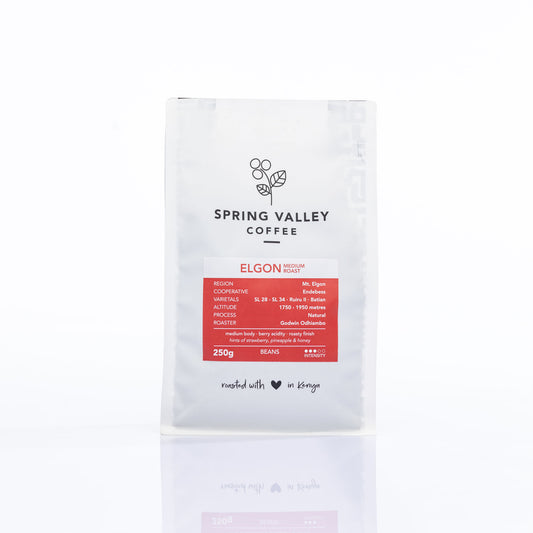 SPRING VALLEY
COFFEE
ELGON MEDIUM ROAST
REGION Mt. Elgon
COOPERATIVE Endebess
VARIETALS SL 28 · SL 34 · Ruiru II · Batian
ALTITUDE 1750 - 1950 metres
PROCESS Natural
ROASTER Godwin Odhiambo
medium body · berry acidity · roasty finish
hints of strawberry, pineapple & honey
250g BEANS INTENSITY
roasted with ♥ in Kenya